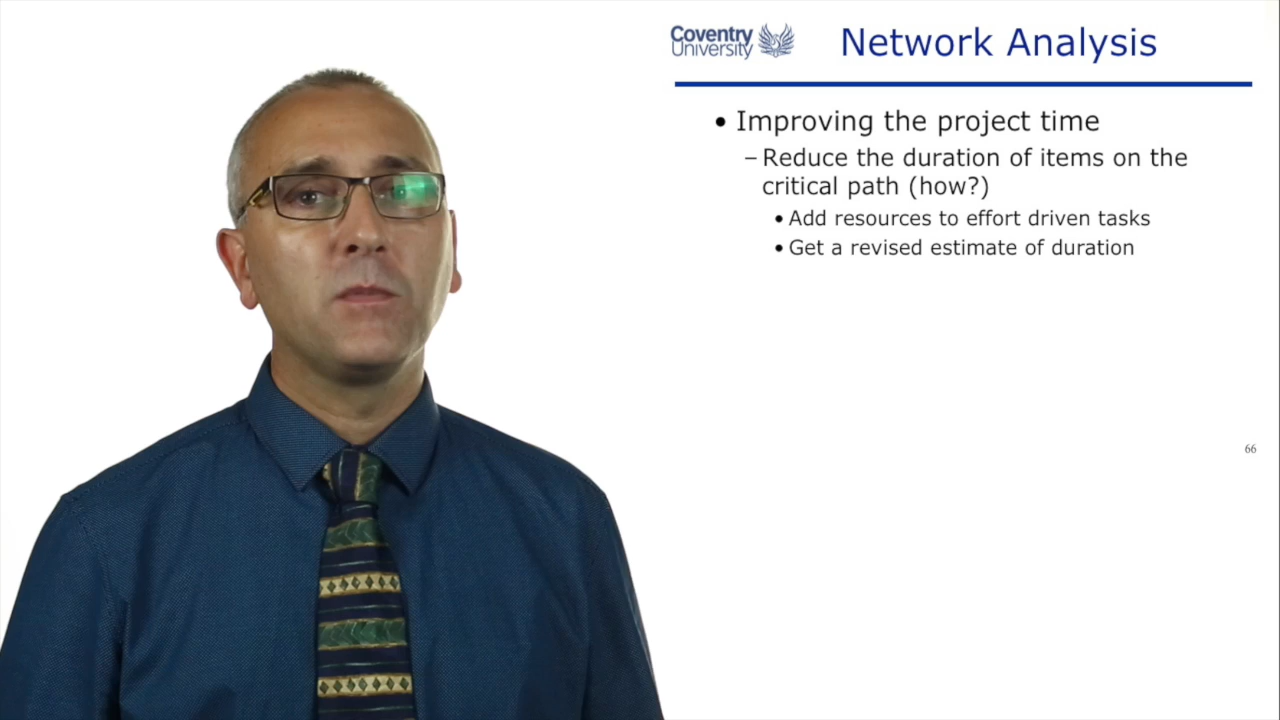 Coventry
University
Network Analysis
• Improving the project time
– Reduce the duration of items on the
critical path (how?)
• Add resources to effort driven tasks
• Get a revised estimate of duration
66